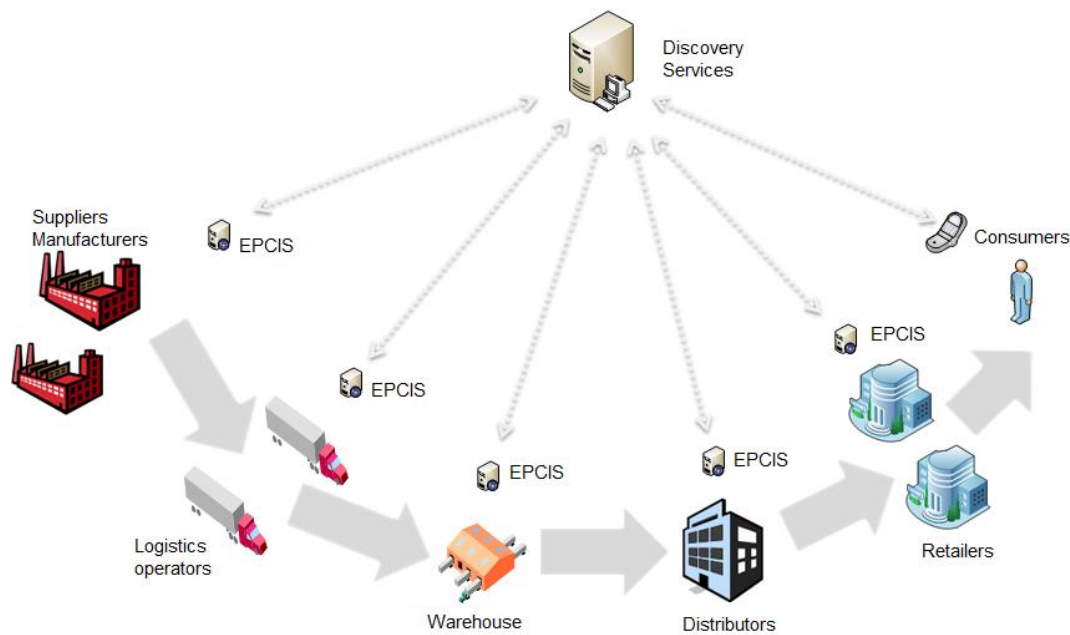 Discovery
Services
Suppliers
Manufacturers
EPCIS
Consumers
EPCIS
EPCIS
EPCIS
EPCIS
Logistics
operators
Retailers
Warehouse
Distributors